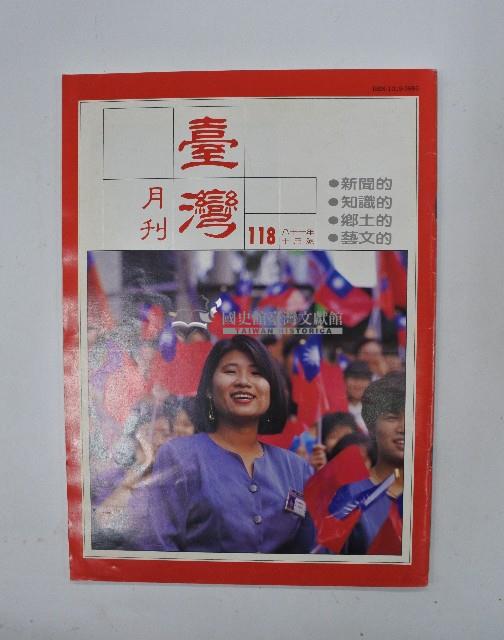 臺灣
月刊
118
八十一年
十月號
●新聞的
●知識的
●鄉土的
●藝文的
國史館臺灣文獻館
TAIWAN HISTORICA